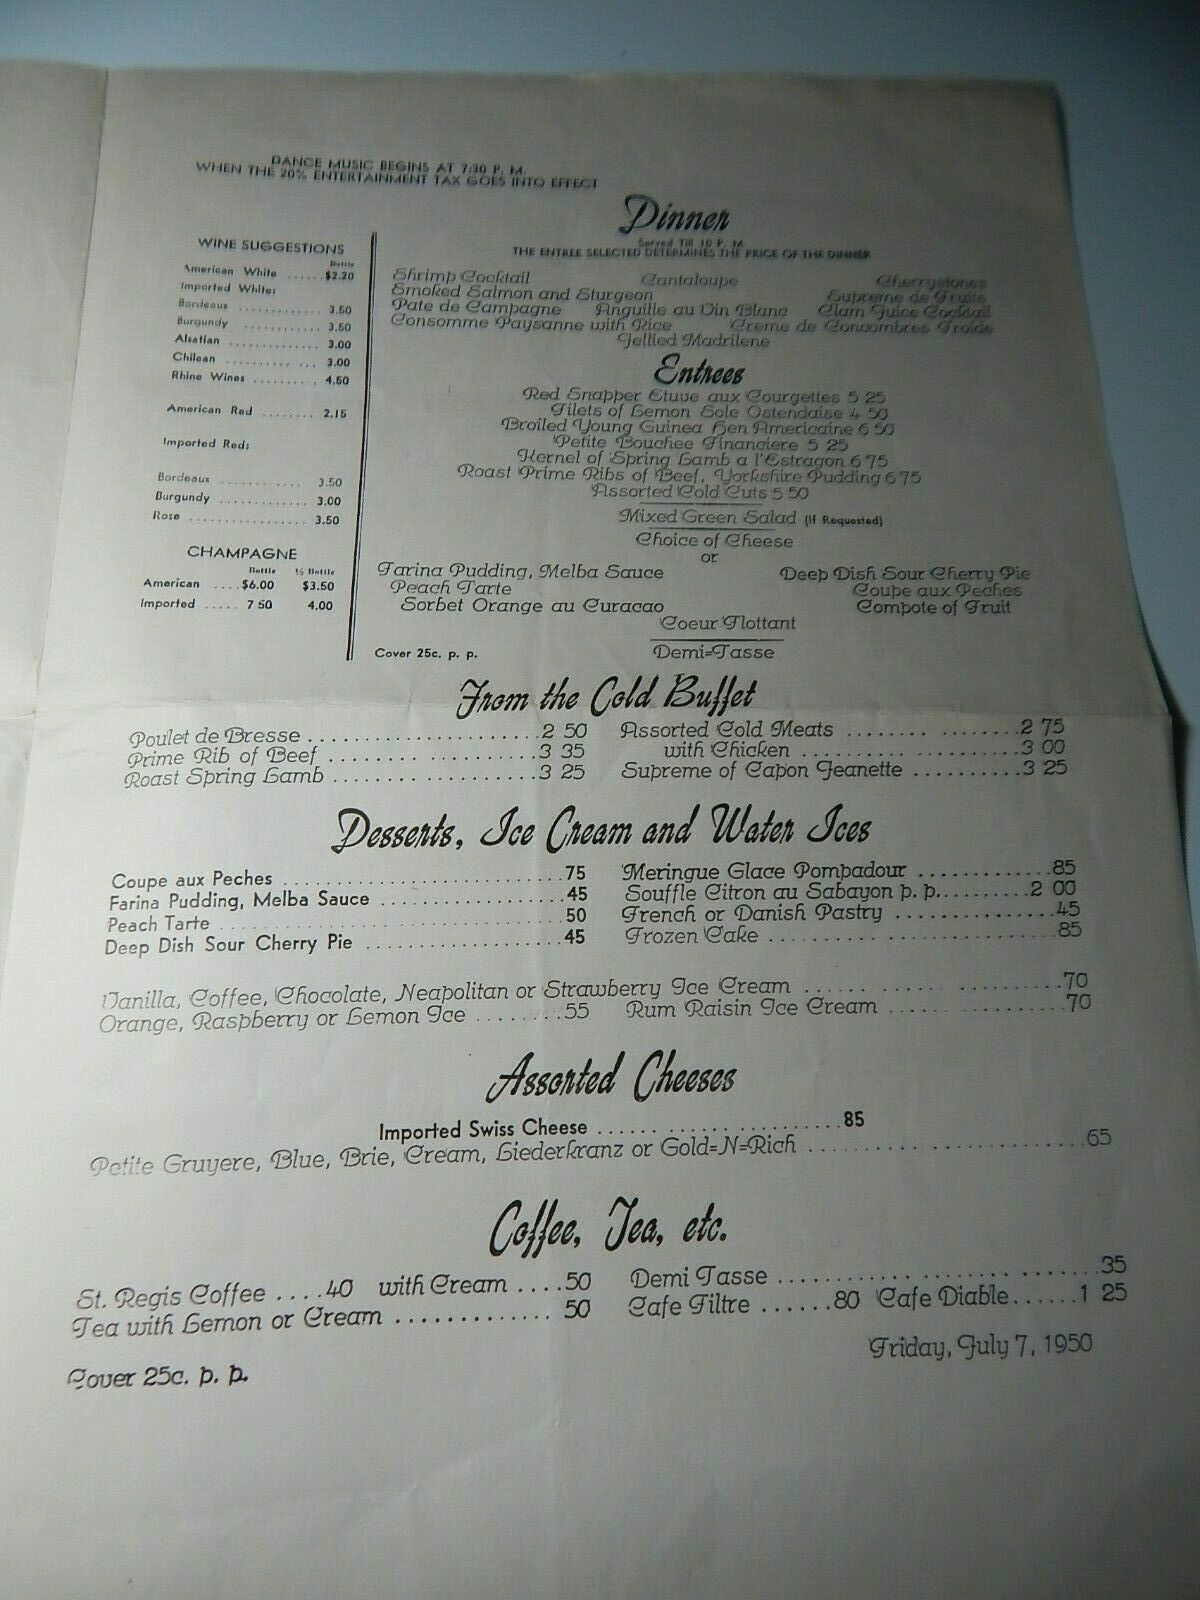 DANCE MUSIC BEGINS AT 7:30 P. M.
WHEN THE 20% ENTERTAINMENT TAX GOES INTO EFFECT
WINE SUGGESTIONS
Bottle
American White ...... $2.20
Imported White:
Bordeaux ............ 3.50
Burgundy ............ 3.50
Alsatian ............ 3.00
Chilean ............ 3.00
Rhine Wines ......... 4.50
American Red ........ 2.15
Imported Red:
Bordeaux ............ 3.50
Burgundy ............ 3.00
Rose ................ 3.50
CHAMPAGNE
Bottle ½ Bottle
American .... $6.00 $3.50
Imported ..... 7 50 4.00
Dinner
Served Till 10 P. M.
THE ENTREE SELECTED DETERMINES THE PRICE OF THE DINNER
Shrimp Cocktail Cantaloupe Cherrystones
Smoked Salmon and Sturgeon Supreme de Fruits
Pate de Campagne Anguille au Vin Blanc Clam Juice Cocktail
Consomme Paysanne with Rice Creme de Concombres Froide
Jellied Madrilene
Entrees
Red Snapper Etuve aux Courgettes 5 25
Filets of Lemon Sole Ostendaise 4 50
Broiled Young Guinea Hen Americaine 6 50
Petite Bouchee Financiere 5 25
Kernel of Spring Lamb a l'Estragon 6 75
Roast Prime Ribs of Beef, Yorkshire Pudding 6 75
Assorted Cold Cuts 5 50
Mixed Green Salad (If Requested)
Choice of Cheese
or
Farina Pudding, Melba Sauce Deep Dish Sour Cherry Pie
Peach Tarte Coupe aux Peches
Sorbet Orange au Curacao Compote of Fruit
Coeur Flottant
Cover 25c. p. p. Demi-Tasse
From the Cold Buffet
Poulet de Bresse ...................... 2 50 Assorted Cold Meats ........ ........ 2 75
Prime Rib of Beef .................... 3 35 with Chicken .................... 3 00
Roast Spring Lamb .................... 3 25 Supreme of Capon Jeanette .......... 3 25
Desserts, Ice Cream and Water Ices
Coupe aux Peches .......................... 75 Meringue Glace Pompadour ............. 85
Farina Pudding, Melba Sauce ................. 45 Souffle Citron au Sabayon p. p. ......... 2 00
Peach Tarte ................................ 50 French or Danish Pastry ............... 45
Deep Dish Sour Cherry Pie ................... 45 Frozen Cake .......................... 85
Vanilla, Coffee, Chocolate, Neapolitan or Strawberry Ice Cream ...... .............. 70
Orange, Raspberry or Lemon Ice ........ 55 Rum Raisin Ice Cream ...... .......... 70
Assorted Cheeses
Imported Swiss Cheese ........................ 85
Petite Gruyere, Blue, Brie, Cream, Liederkranz or Gold-N-Rich ...................... 65
Coffee, Tea, etc.
St. Regis Coffee .... 40 with Cream .... 50 Demi Tasse .............................. 35
Tea with Lemon or Cream ............. 50 Cafe Filtre ...... 80 Cafe Diable ...... 1 25
Friday, July 7, 1950
Cover 25c. p. p.